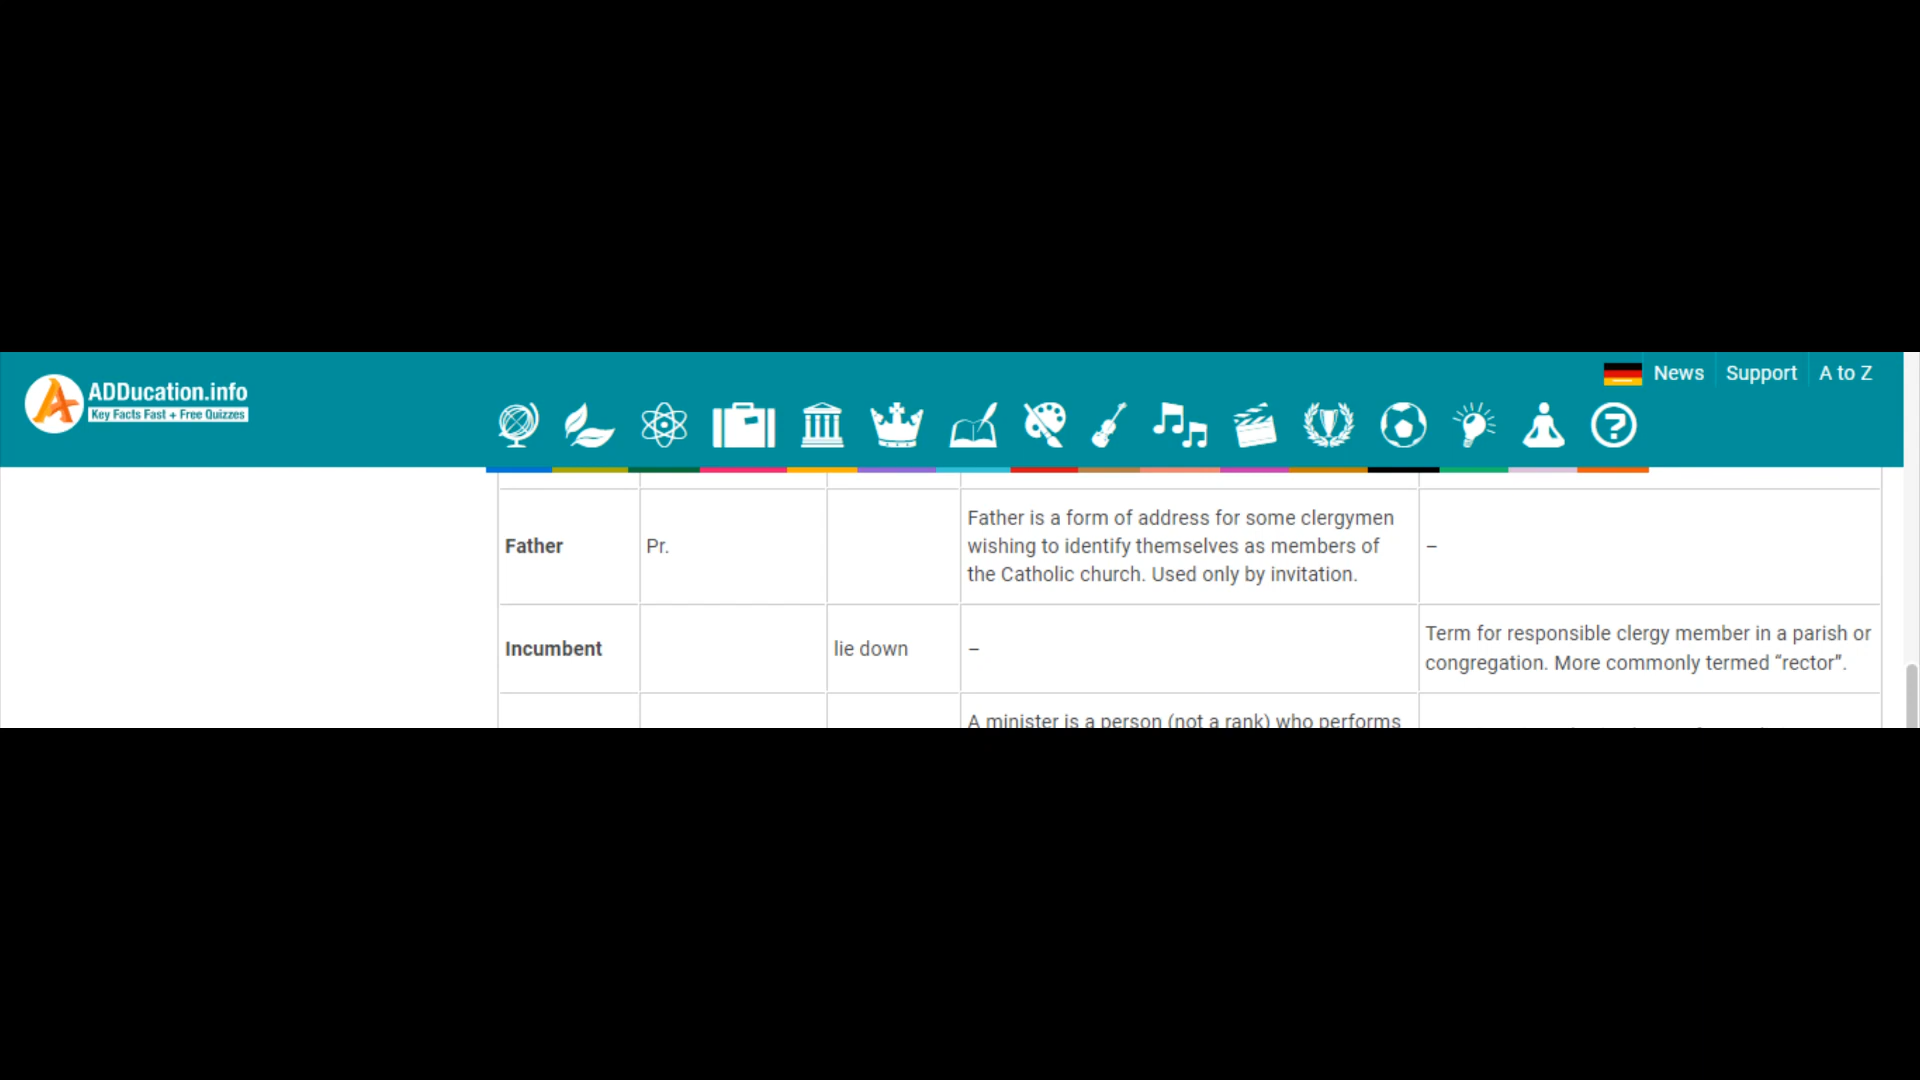 ADDucation.info
Key Facts Fast + Free Quizzes
News Support A to Z
Father Pr. Father is a form of address for some clergymen
wishing to identify themselves as members of
the Catholic church. Used only by invitation. –
Incumbent lie down – Term for responsible clergy member in a parish or
congregation. More commonly termed “rector”.
A minister is a person (not a rank) who performs